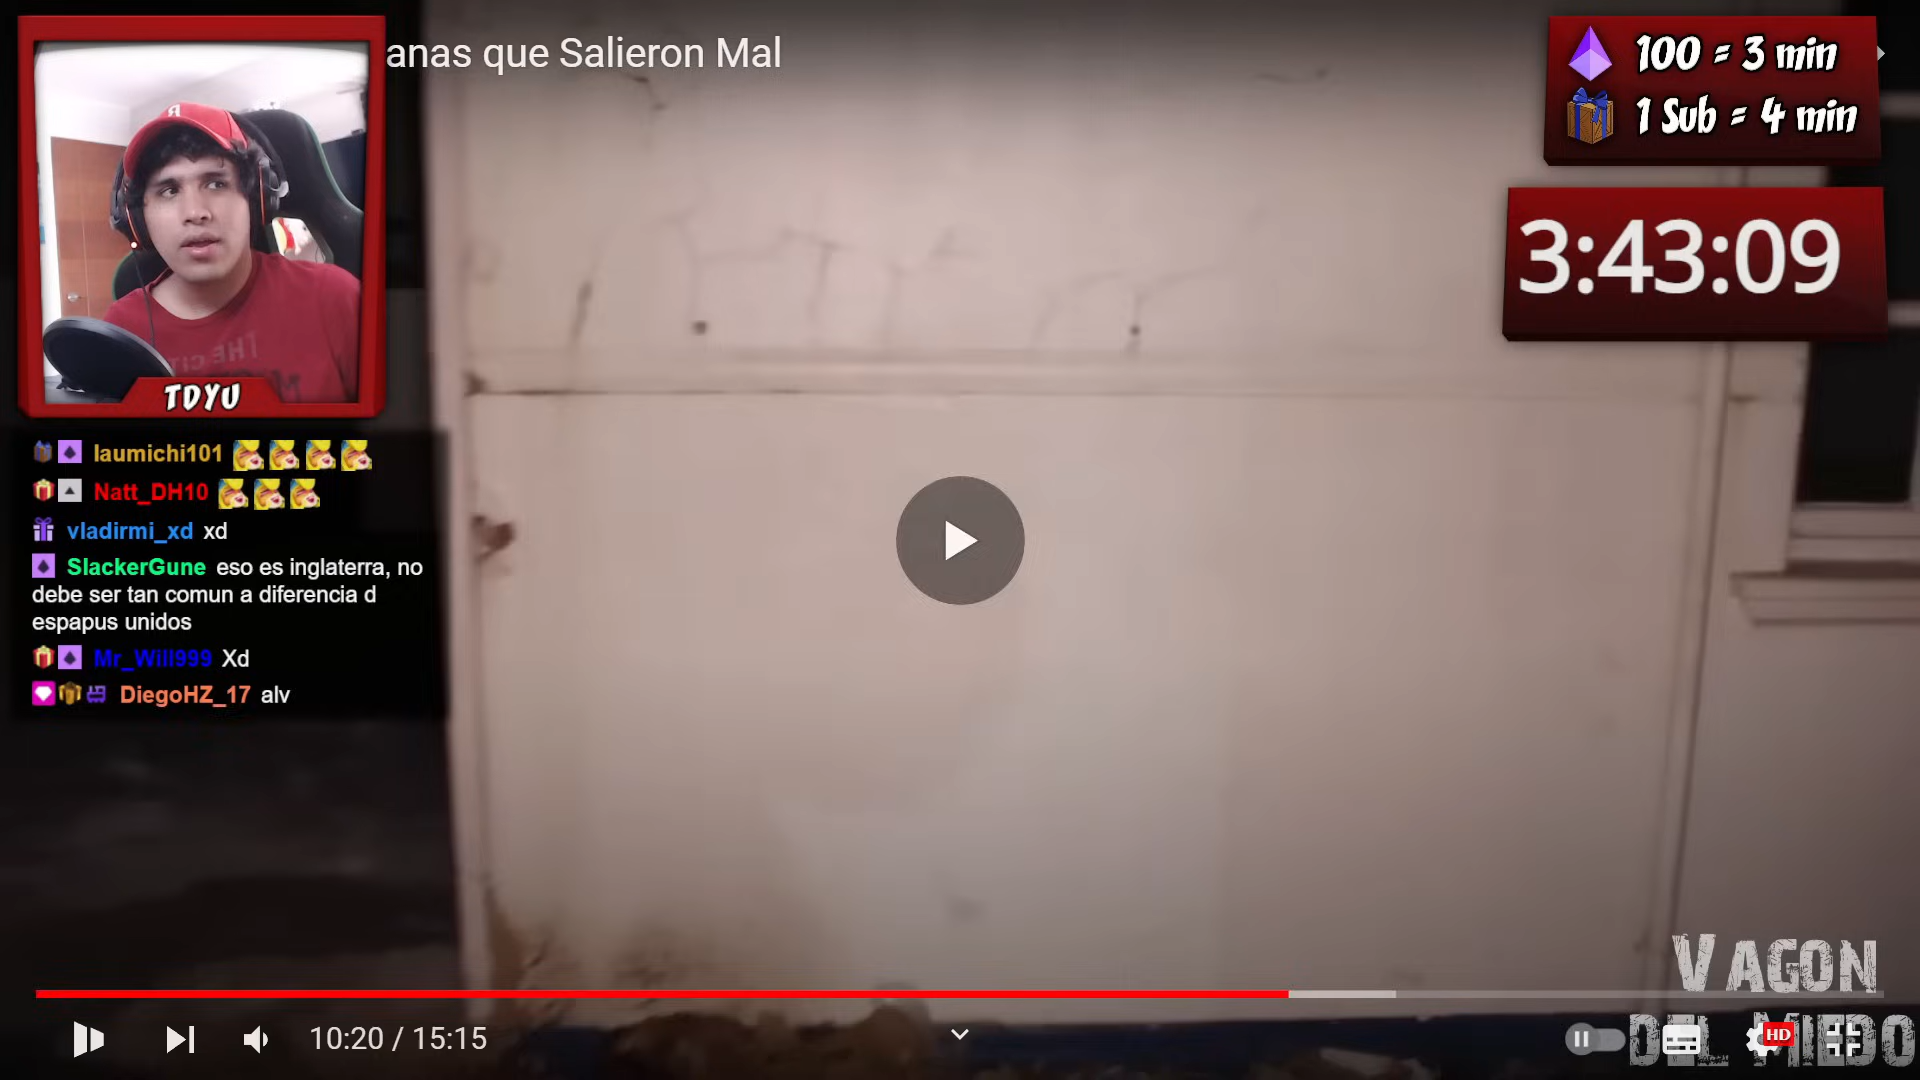 anas que Salieron Mal
100 = 3 min
1 Sub = 4 min
3:43:09
TDYU
laumichi101
Natt_DH10
vladirmi_xd xd
SlackerGune eso es inglaterra, no
debe ser tan comun a diferencia d
espapus unidos
Mr_Will999 Xd
DiegoHZ_17 alv
VAGON
DEL MIEDO
10:20 / 15:15
HD